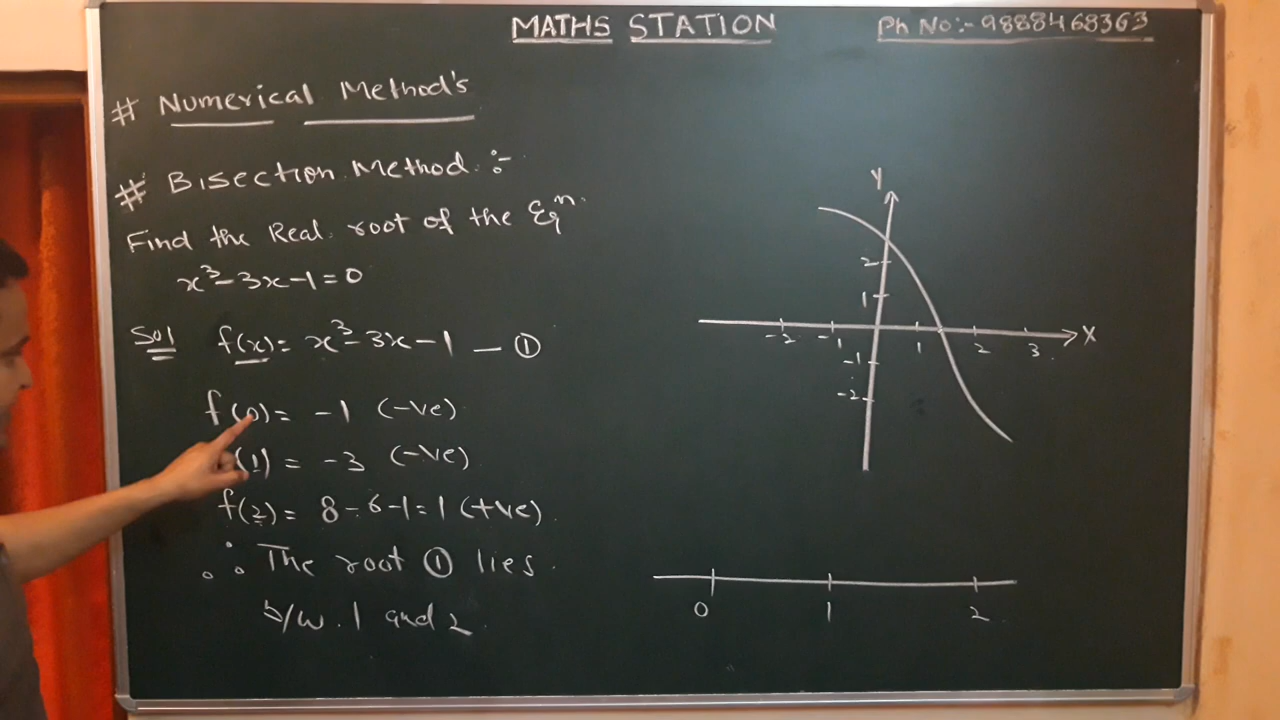 MATHS STATION
Ph No:- 9888468363
# Numerical Method's
# Bisection Method :-
Find the Real root of the Eqⁿ.
x³-3x-1=0
Sol
f(x)= x³-3x-1 — ①
f(0)= -1 (-ve)
(1) = -3 (-ve)
f(2)= 8-6-1=1 (+ve)
∴ The root ① lies
b/w. 1 and 2
Y
2
1
-2 -1 1 2 3 X
-1
-2
0 1 2